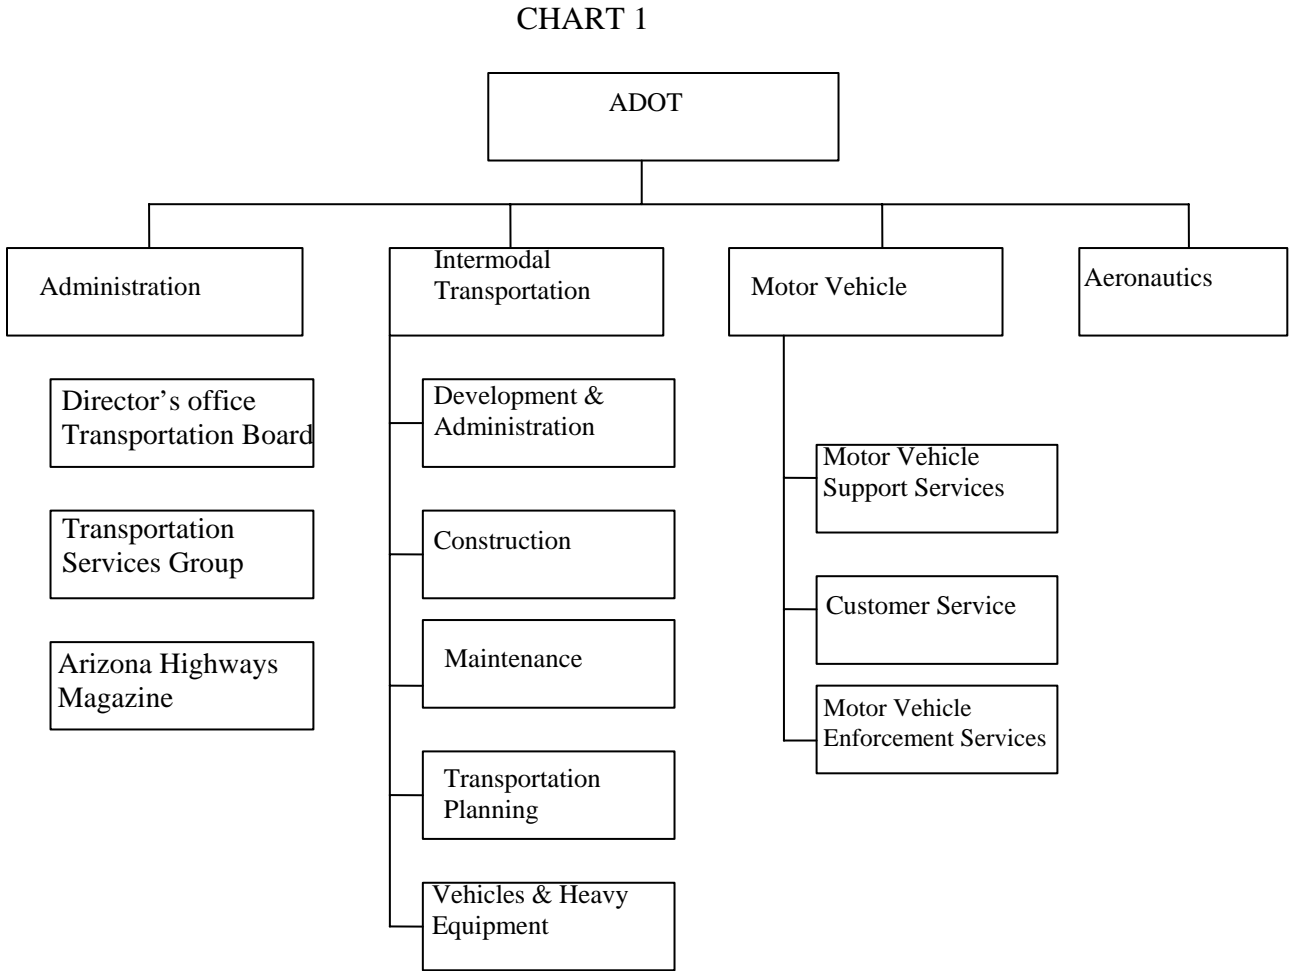 CHART 1
ADOT
Administration
Intermodal
Transportation
Motor Vehicle
Aeronautics
Director’s office
Transportation Board
Transportation
Services Group
Arizona Highways
Magazine
Development &
Administration
Construction
Maintenance
Transportation
Planning
Vehicles & Heavy
Equipment
Motor Vehicle
Support Services
Customer Service
Motor Vehicle
Enforcement Services